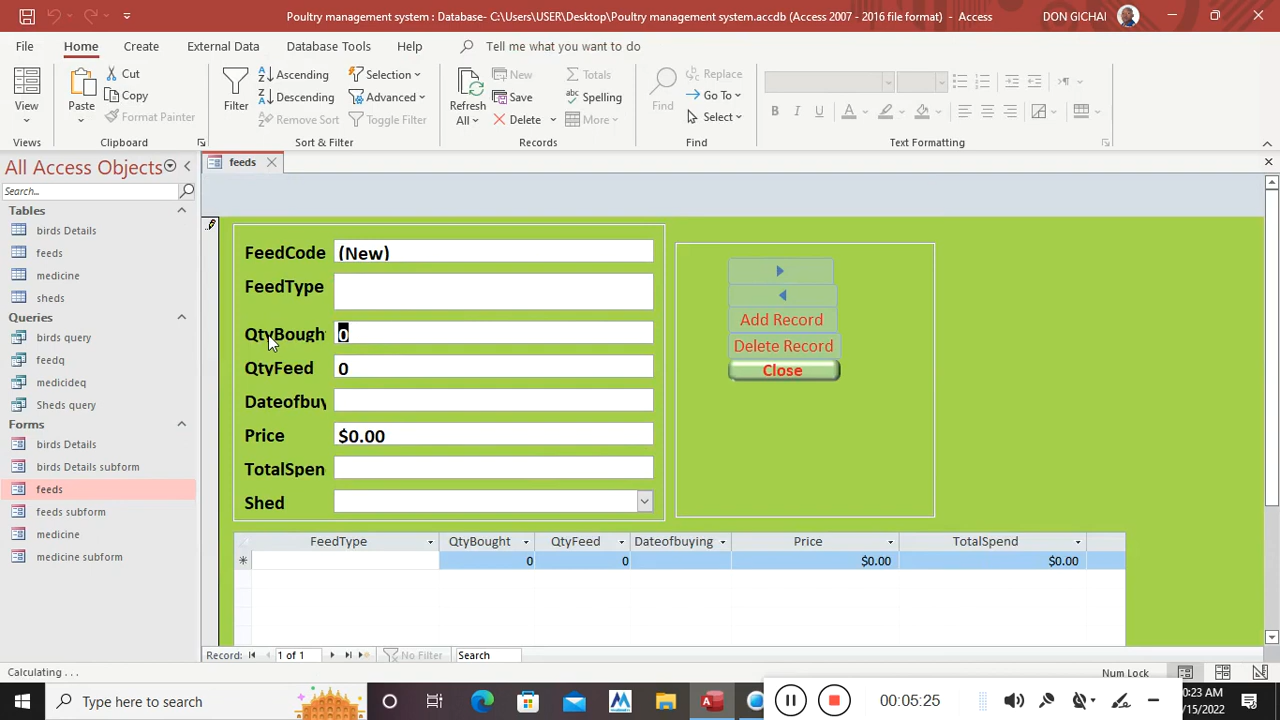 Poultry management system : Database- C:\Users\USER\Desktop\Poultry management system.accdb (Access 2007 - 2016 file format) - Access
DON GICHAI
File Home Create External Data Database Tools Help Tell me what you want to do
View
Views
Paste
Cut
Copy
Format Painter
Clipboard
Filter
Ascending
Descending
Remove Sort
Selection
Advanced
Toggle Filter
Sort & Filter
Refresh All
New
Save
Delete
Totals
Spelling
More
Records
Find
Replace
Go To
Select
Find
B I U A
Text Formatting
All Access Objects
Search...
Tables
birds Details
feeds
medicine
sheds
Queries
birds query
feedq
medicideq
Sheds query
Forms
birds Details
birds Details subform
feeds
feeds subform
medicine
medicine subform
feeds
FeedCode (New)
FeedType
QtyBough 0
QtyFeed 0
Dateofbuy
Price $0.00
TotalSpen
Shed
Add Record
Delete Record
Close
FeedType QtyBought QtyFeed Dateofbuying Price TotalSpend
0 0 $0.00 $0.00
Record: 1 of 1 No Filter Search
Calculating . . .
Num Lock
Type here to search
00:05:25
0:23 AM
/15/2022